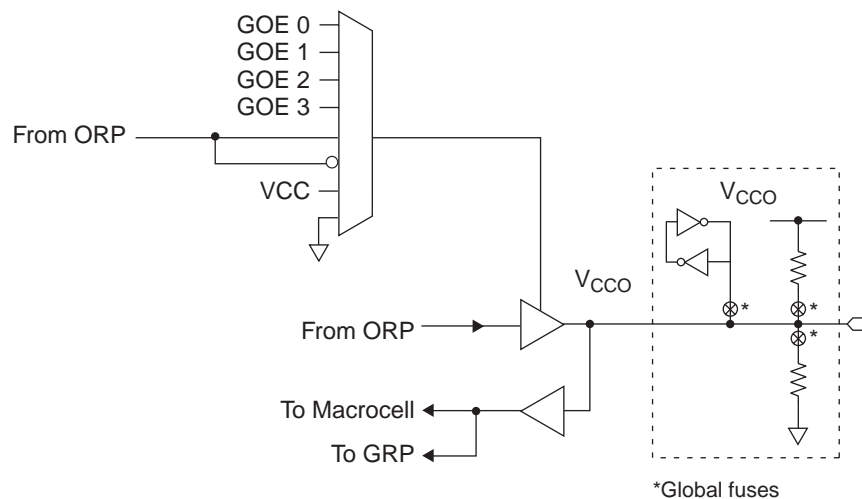 GOE 0
GOE 1
GOE 2
GOE 3
From ORP
VCC
VCCO
VCCO
*
*
*
From ORP
To Macrocell
To GRP
*Global fuses